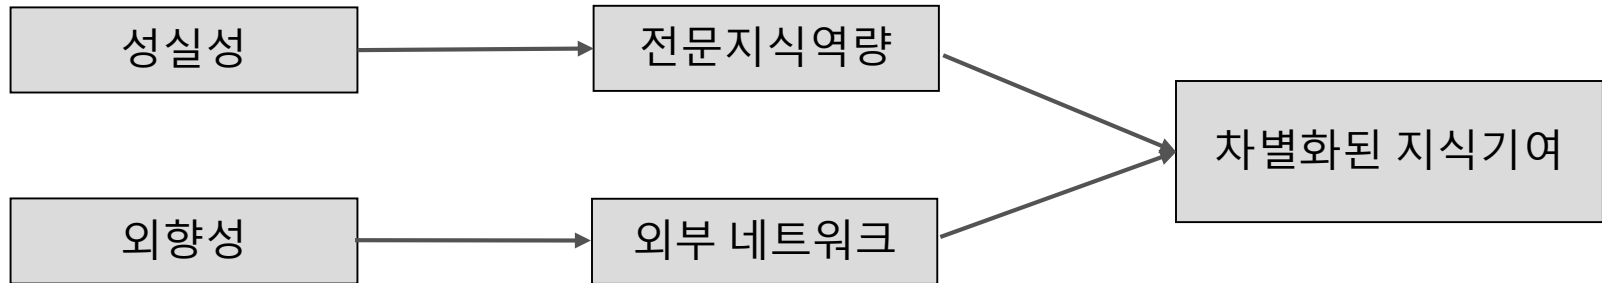 성실성
전문지식역량
차별화된 지식기여
외향성
외부 네트워크